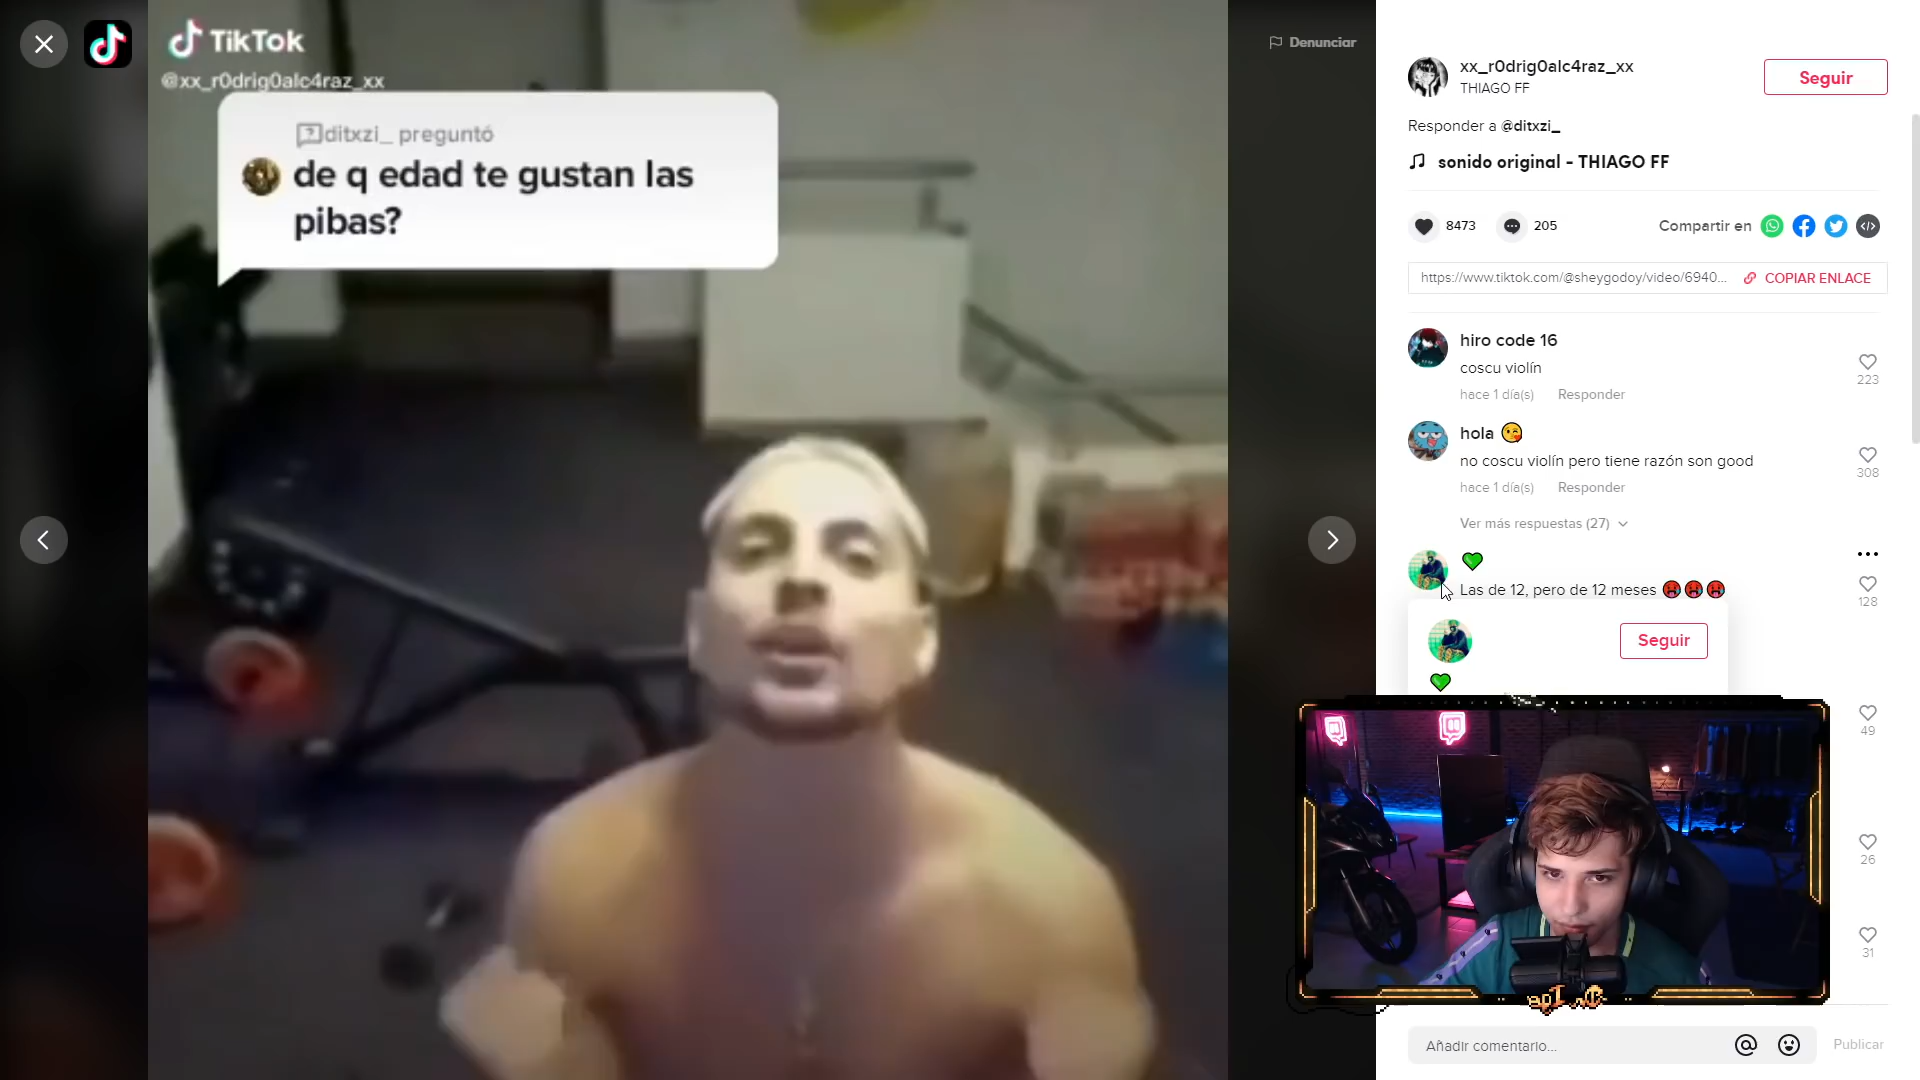 TikTok
@xx_r0drig0alc4raz_xx
ditxzi_ preguntó
de q edad te gustan las
pibas?
Denunciar
xx_r0drig0alc4raz_xx
THIAGO FF
Seguir
Responder a @ditxzi_
sonido original - THIAGO FF
8473
205
Compartir en
https://www.tiktok.com/@sheygodoy/video/6940...
COPIAR ENLACE
hiro code 16
coscu violín
hace 1 día(s) Responder
223
hola 😘
no coscu violín pero tiene razón son good
hace 1 día(s) Responder
308
Ver más respuestas (27)
💚
Las de 12, pero de 12 meses 🤬🤬🤬
128
Seguir
💚
49
26
31
Añadir comentario...
Publicar